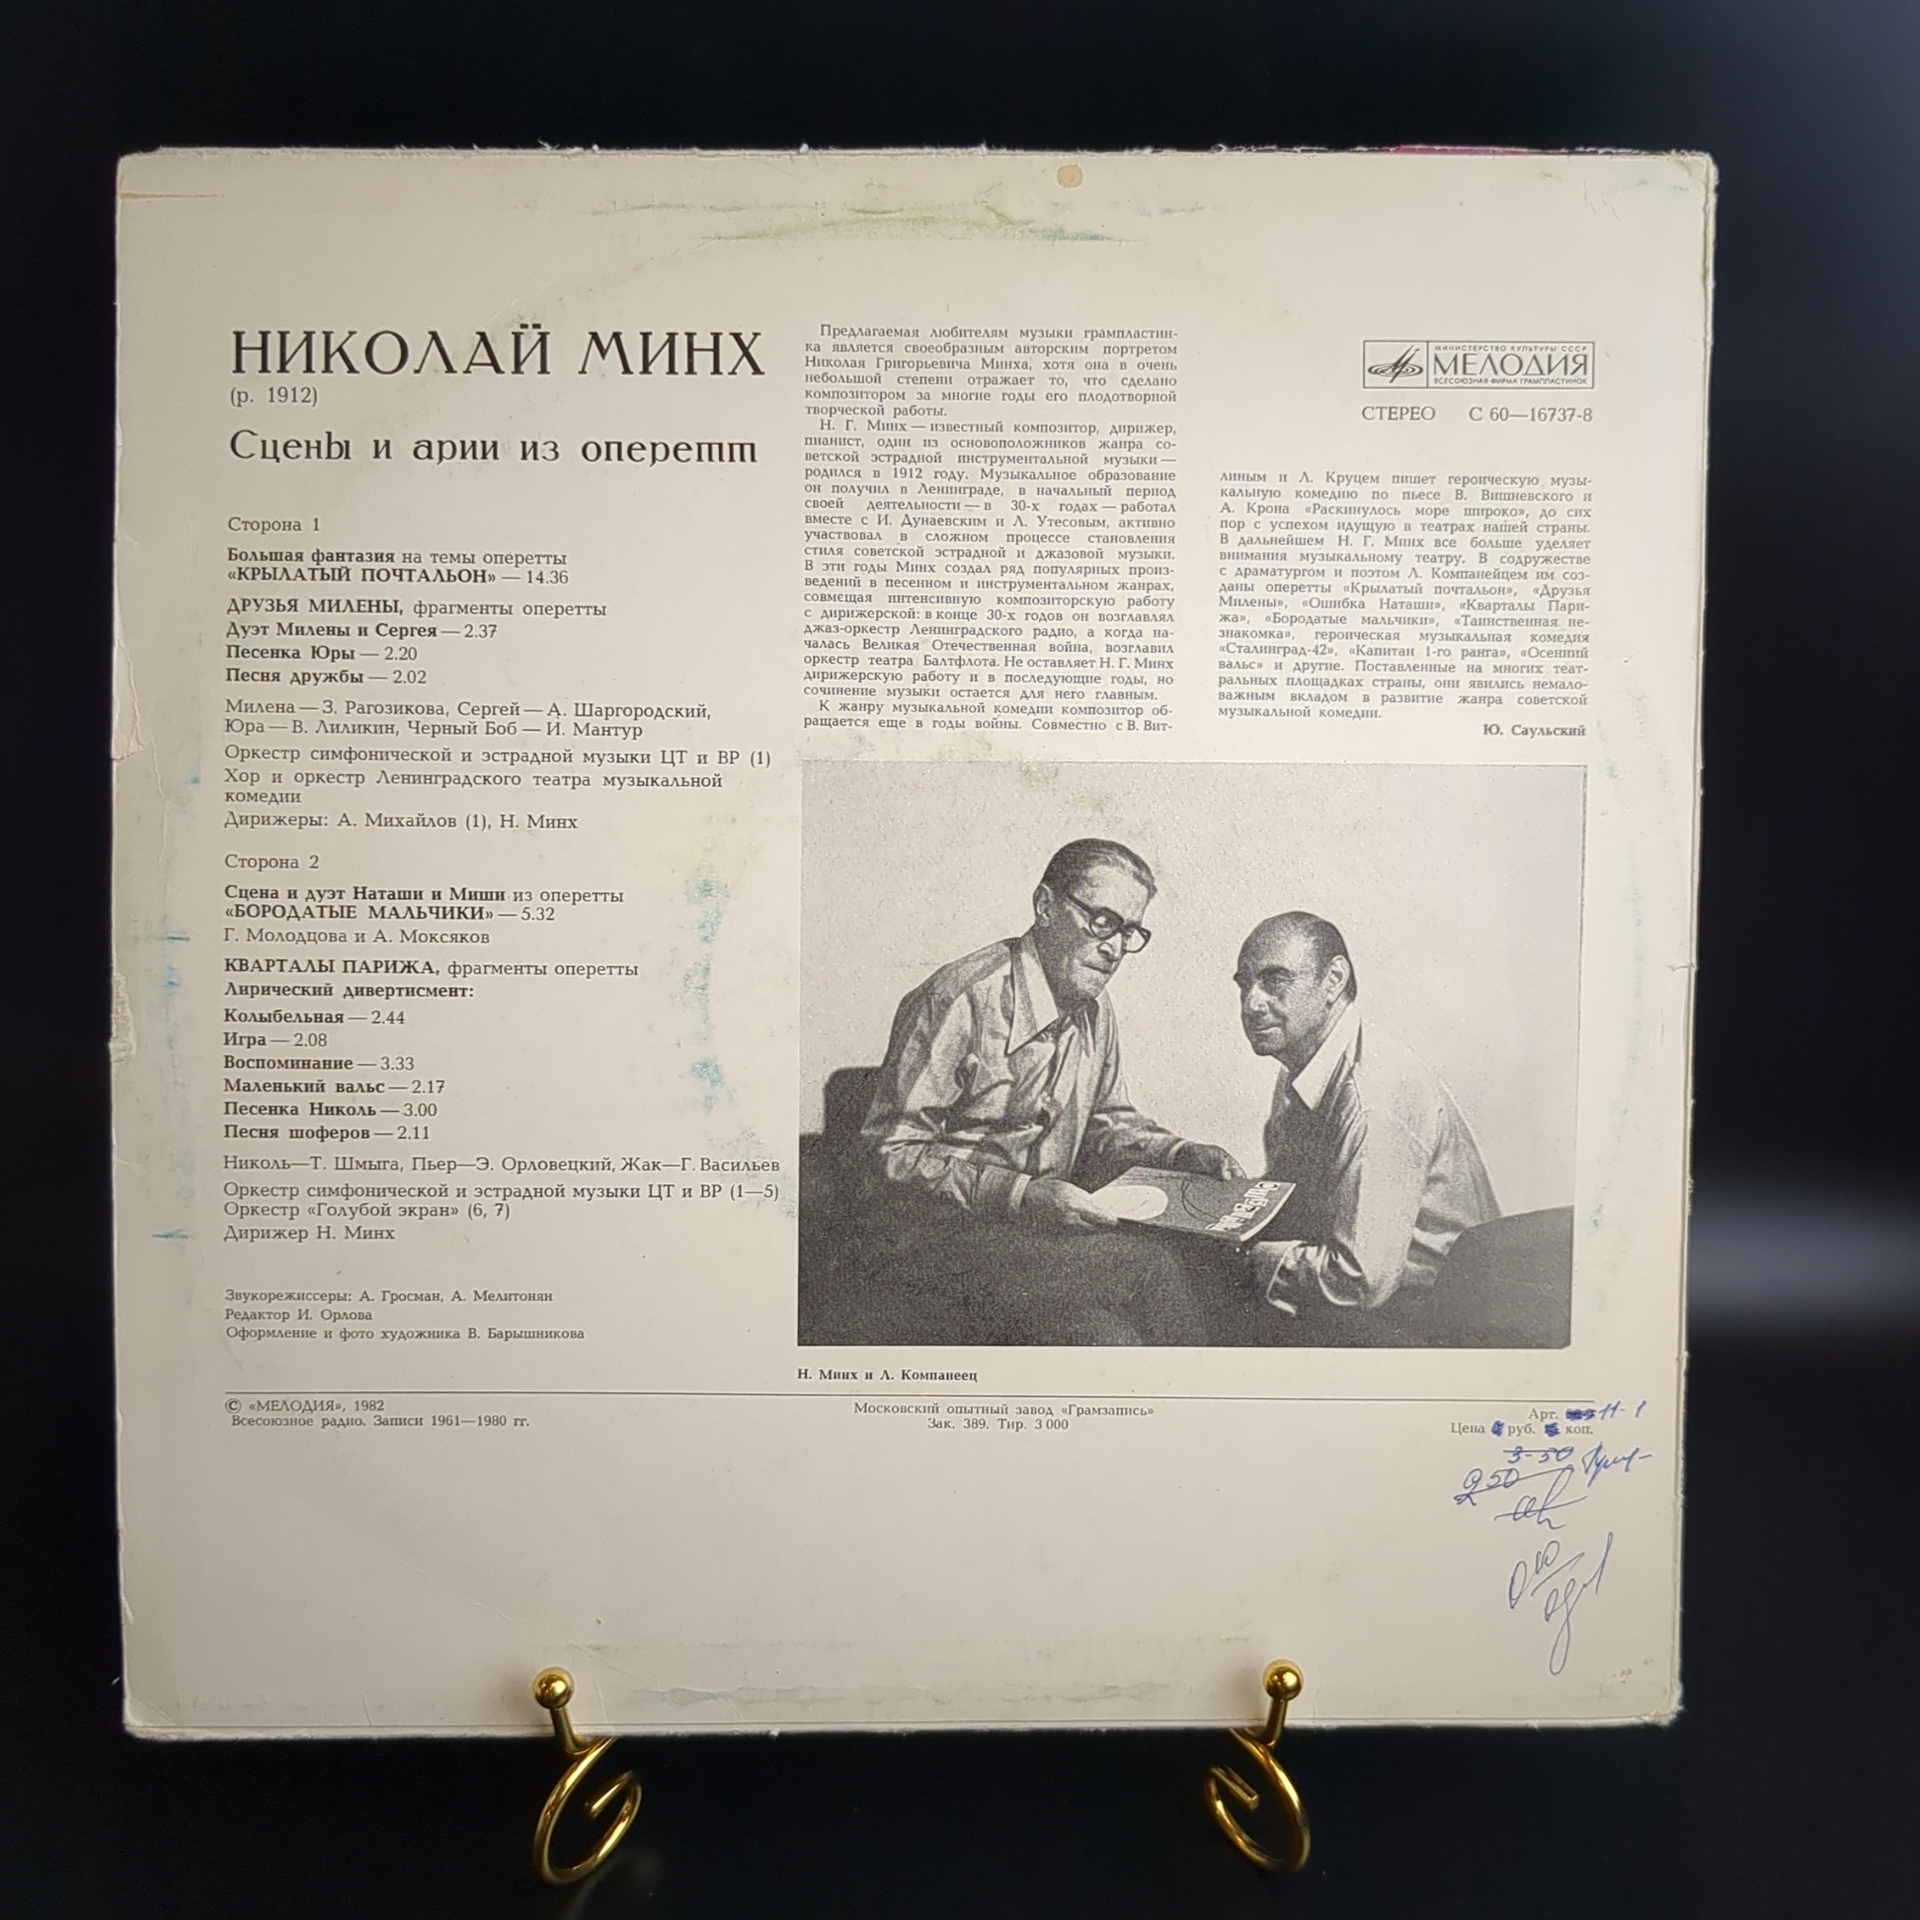 НИКОЛАЙ МИНХ
(р. 1912)
Сцены и арии из оперетт
Сторона 1
Большая фантазия на темы оперетты
«КРЫЛАТЫЙ ПОЧТАЛЬОН» — 14.36
ДРУЗЬЯ МИЛЕНЫ, фрагменты оперетты
Дуэт Милены и Сергея — 2.37
Песенка Юры — 2.20
Песня дружбы — 2.02
Милена — З. Рагозикова, Сергей — А. Шаргородский,
Юра — В. Лиликин, Черный Боб — И. Мантур
Оркестр симфонической и эстрадной музыки ЦТ и ВР (1)
Хор и оркестр Ленинградского театра музыкальной
комедии
Дирижеры: А. Михайлов (1), Н. Минх
Сторона 2
Сцена и дуэт Наташи и Миши из оперетты
«БОРОДАТЫЕ МАЛЬЧИКИ» — 5.32
Г. Молодцова и А. Моксяков
КВАРТАЛЫ ПАРИЖА, фрагменты оперетты
Лирический дивертисмент:
Колыбельная — 2.44
Игра — 2.08
Воспоминание — 3.33
Маленький вальс — 2.17
Песенка Николь — 3.00
Песня шоферов — 2.11
Николь—Т. Шмыга, Пьер—Э. Орловецкий, Жак—Г. Васильев
Оркестр симфонической и эстрадной музыки ЦТ и ВР (1—5)
Оркестр «Голубой экран» (6, 7)
Дирижер Н. Минх
Звукорежиссеры: А. Гросман, А. Мелитонян
Редактор И. Орлова
Оформление и фото художника В. Барышникова
Предлагаемая любителям музыки грампластин-
ка является своеобразным авторским портретом
Николая Григорьевича Минха, хотя она в очень
небольшой степени отражает то, что сделано
композитором за многие годы его плодотворной
творческой работы.
Н. Г. Минх — известный композитор, дирижер,
пианист, один из основоположников жанра со-
ветской эстрадной инструментальной музыки —
родился в 1912 году. Музыкальное образование
он получил в Ленинграде, в начальный период
своей деятельности — в 30-х годах — работал
вместе с И. Дунаевским и Л. Утесовым, активно
участвовал в сложном процессе становления
стиля советской эстрадной и джазовой музыки.
В эти годы Минх создал ряд популярных произ-
ведений в песенном и инструментальном жанрах,
совмещая интенсивную композиторскую работу
с дирижерской: в конце 30-х годов он возглавлял
джаз-оркестр Ленинградского радио, а когда на-
чалась Великая Отечественная война, возглавил
оркестр театра Балтфлота. Не оставляет Н. Г. Минх
дирижерскую работу и в последующие годы, но
сочинение музыки остается для него главным.
К жанру музыкальной комедии композитор об-
ращается еще в годы войны. Совместно с В. Вит-
МИНИСТЕРСТВО КУЛЬТУРЫ СССР
МЕЛОДИЯ
ВСЕСОЮЗНАЯ ФИРМА ГРАМПЛАСТИНОК
СТЕРЕО С 60—16737-8
линым и Л. Круцем пишет героическую музы-
кальную комедию по пьесе В. Вишневского и
А. Крона «Раскинулось море широко», до сих
пор с успехом идущую в театрах нашей страны.
В дальнейшем Н. Г. Минх все больше уделяет
внимания музыкальному театру. В содружестве
с драматургом и поэтом Л. Компанейцем им соз-
даны оперетты «Крылатый почтальон», «Друзья
Милены», «Ошибка Наташи», «Кварталы Пари-
жа», «Бородатые мальчики», «Таинственная не-
знакомка», героическая музыкальная комедия
«Сталинград-42», «Капитан 1-го ранга», «Осенний
вальс» и другие. Поставленные на многих теат-
ральных площадках страны, они явились немало-
важным вкладом в развитие жанра советской
музыкальной комедии.
Ю. Саульский
Н. Минх и Л. Компанеец
© «МЕЛОДИЯ», 1982
Всесоюзное радио. Записи 1961—1980 гг.
Московский опытный завод «Грамзапись»
Зак. 389. Тир. 3 000
Арт. 11-1
Цена руб. коп.
3-50
2 50